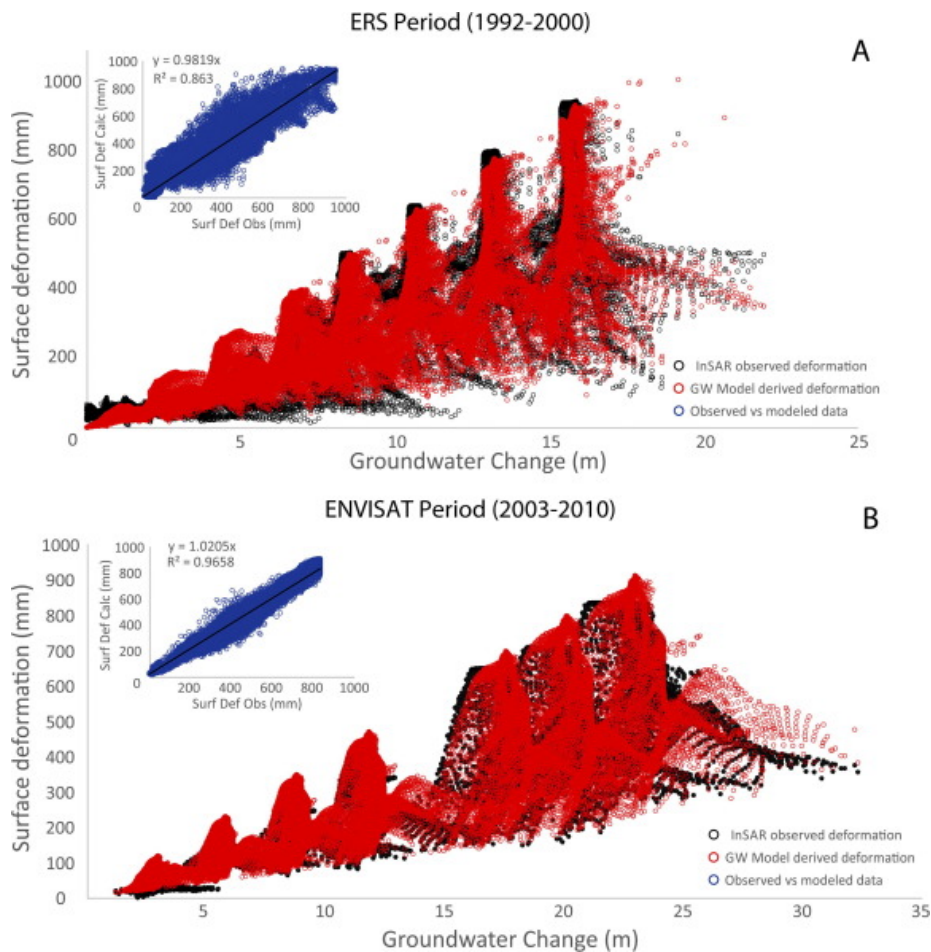 ERS Period (1992-2000)
A
y = 0.9819x
R² = 0.863
1000
800
600
400
200
0
200 400 600 800 1000
Surf Def Calc (mm)
Surf Def Obs (mm)
1000
800
600
400
200
0
5 10 15 20 25
Surface deformation (mm)
Groundwater Change (m)
InSAR observed deformation
GW Model derived deformation
Observed vs modeled data
ENVISAT Period (2003-2010)
B
y = 1.0205x
R² = 0.9658
1000
800
600
400
200
0
200 400 600 800 1000
Surf Def Calc (mm)
Surf Def Obs (mm)
1000
900
800
700
600
500
400
300
200
100
0
5 10 15 20 25 30 35
Surface deformation (mm)
Groundwater Change (m)
InSAR observed deformation
GW Model derived deformation
Observed vs modeled data